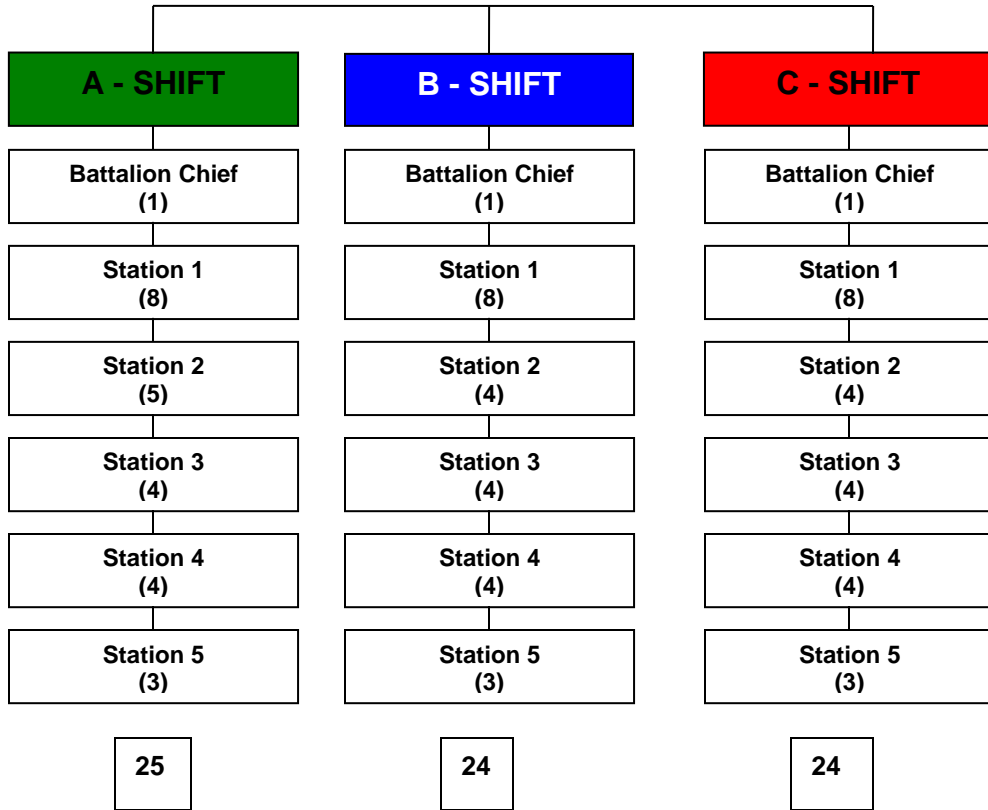 A - SHIFT
B - SHIFT
C - SHIFT
Battalion Chief
(1)
Battalion Chief
(1)
Battalion Chief
(1)
Station 1
(8)
Station 1
(8)
Station 1
(8)
Station 2
(5)
Station 2
(4)
Station 2
(4)
Station 3
(4)
Station 3
(4)
Station 3
(4)
Station 4
(4)
Station 4
(4)
Station 4
(4)
Station 5
(3)
Station 5
(3)
Station 5
(3)
25
24
24